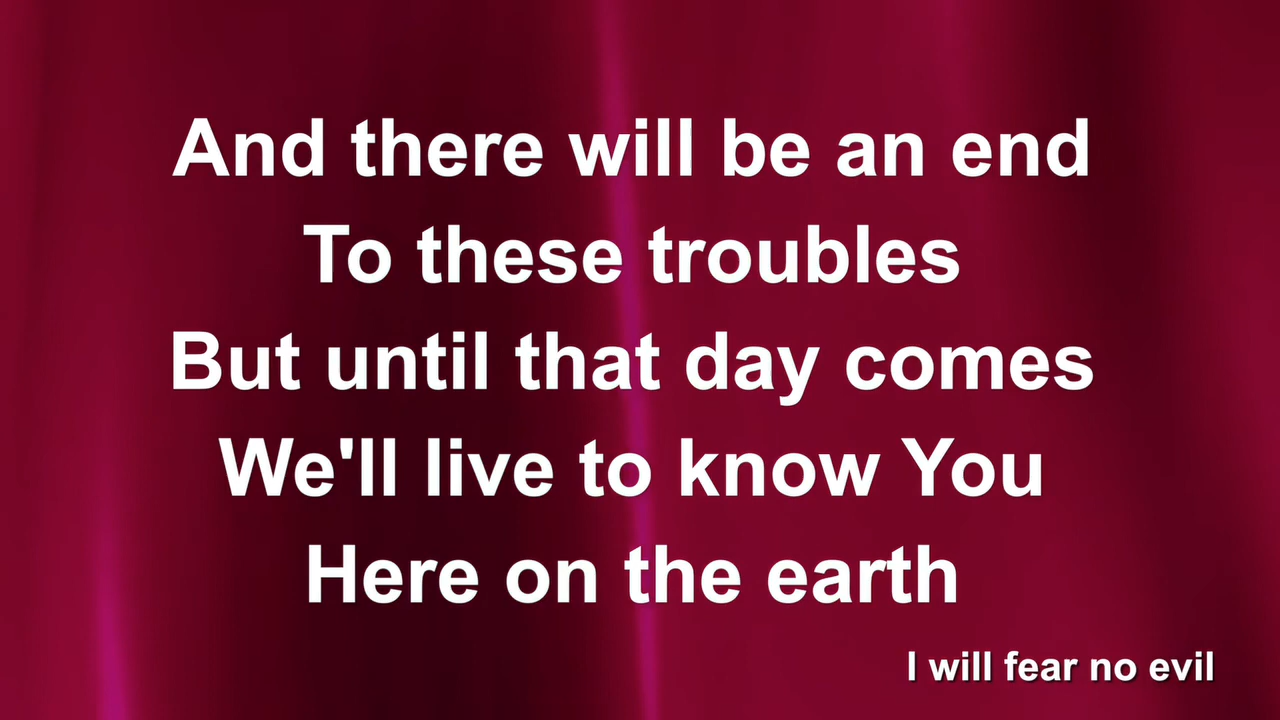 And there will be an end
To these troubles
But until that day comes
We'll live to know You
Here on the earth
I will fear no evil